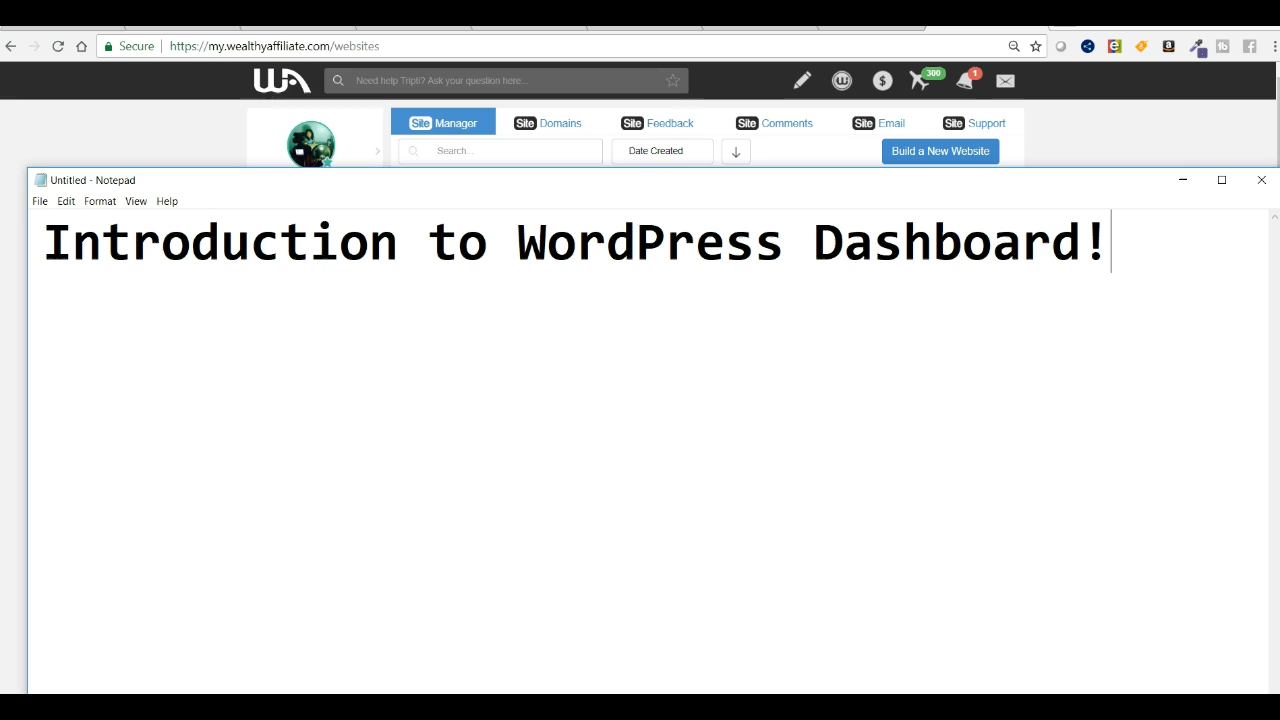 Secure https://my.wealthyaffiliate.com/websites
WA Need help Tripti? Ask your question here... 300 1
Site Manager Site Domains Site Feedback Site Comments Site Email Site Support
Search... Date Created Build a New Website
Untitled - Notepad
File Edit Format View Help
Introduction to WordPress Dashboard!